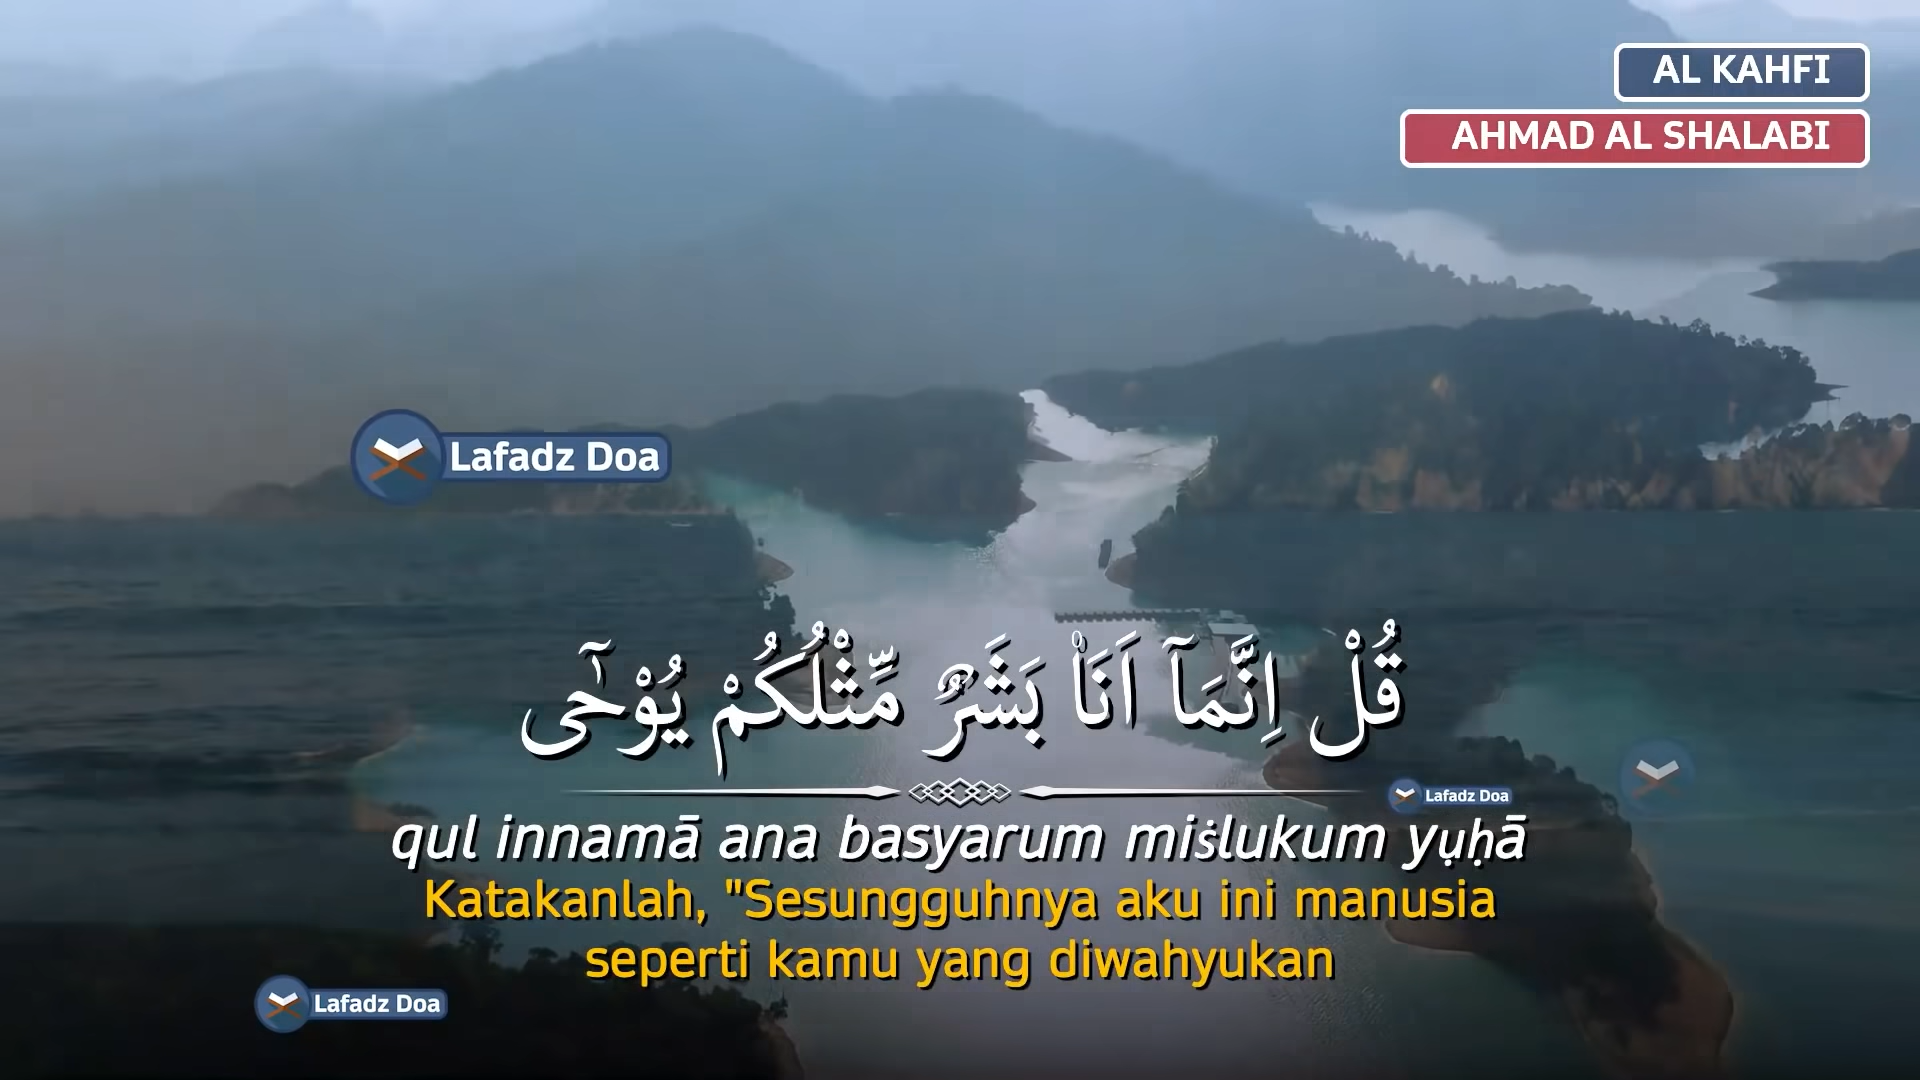 AL KAHFI
AHMAD AL SHALABI
Lafadz Doa
قُلْ اِنَّمَآ اَنَا۠ بَشَرٌ مِّثْلُكُمْ يُوْحٰٓى
Lafadz Doa
qul innamā ana basyarum miṡlukum yụḥā
Katakanlah, "Sesungguhnya aku ini manusia
seperti kamu yang diwahyukan
Lafadz Doa